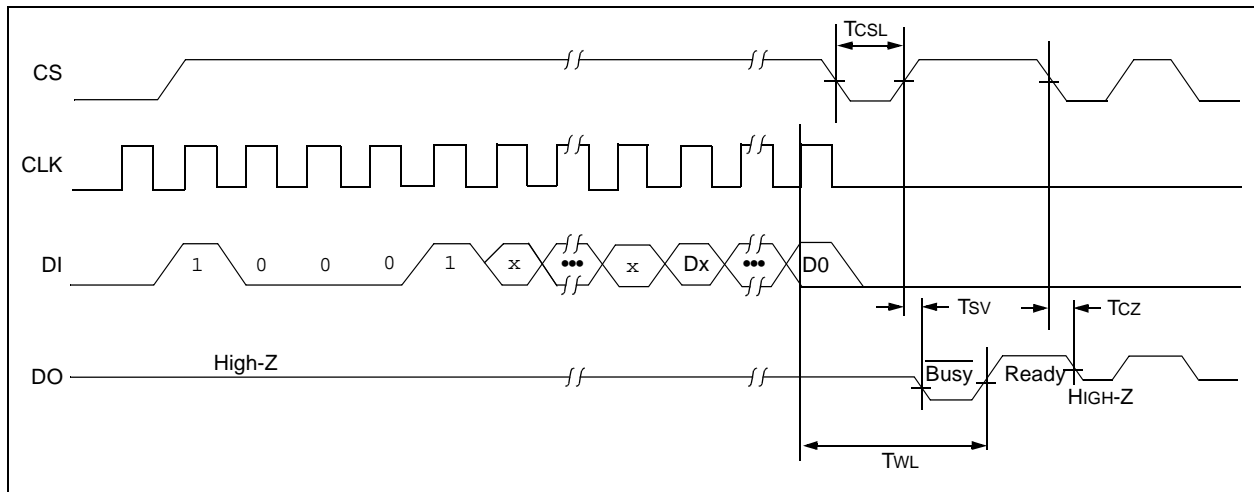 TCSL
CS
CLK
DI 1 0 0 0 1 x ••• x Dx ••• D0
TSV TCZ
DO High-Z Busy Ready
HIGH-Z
TWL